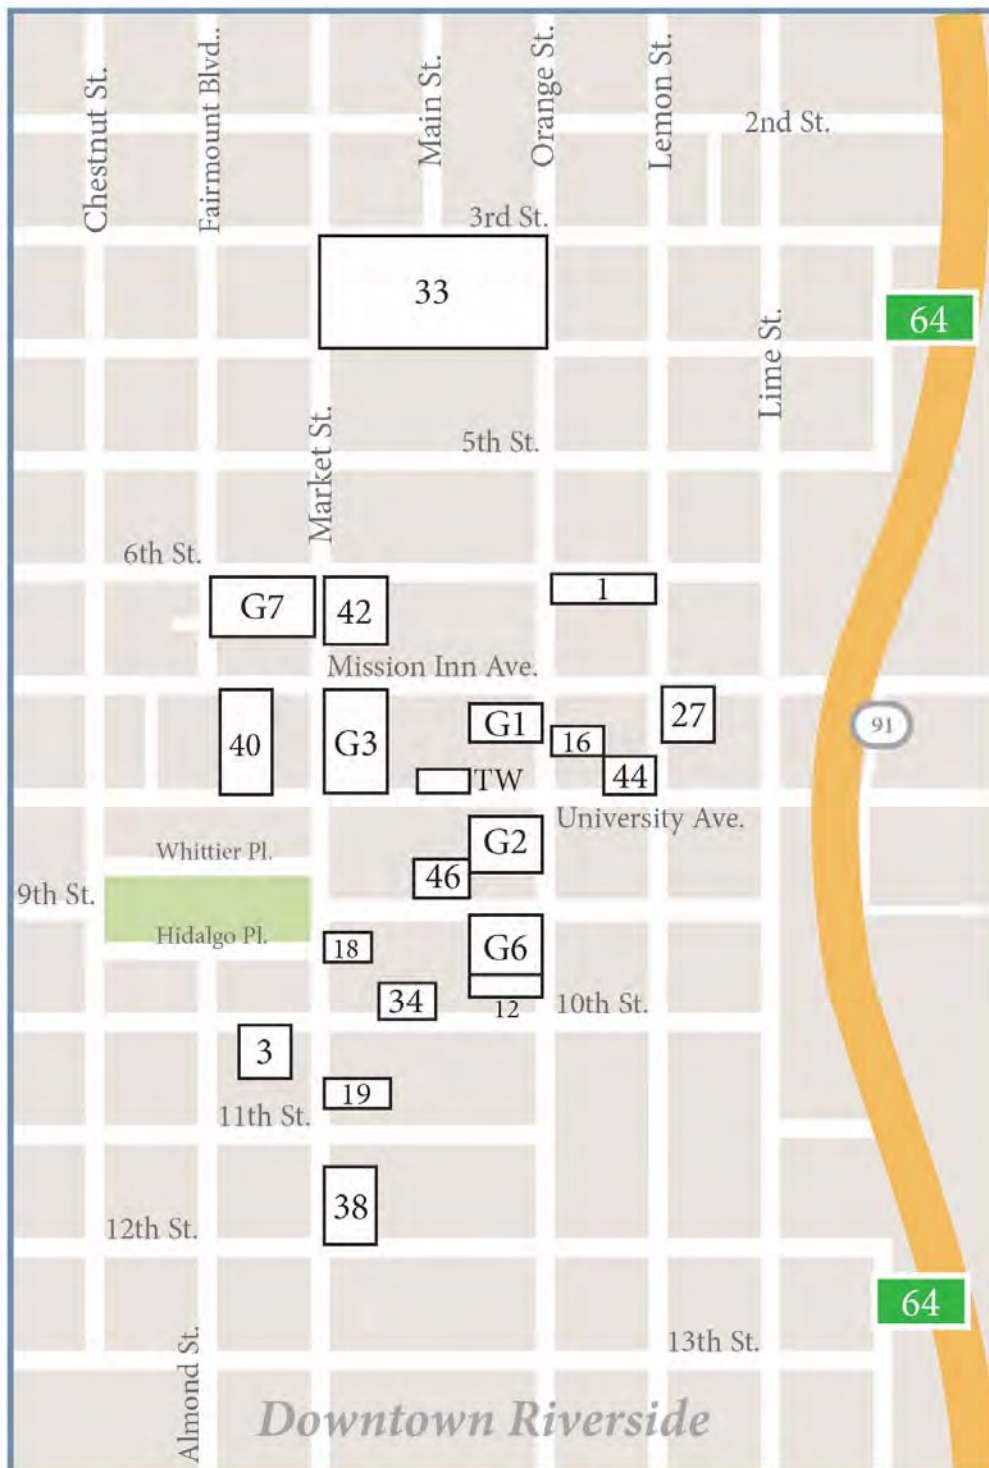 Chestnut St.
Fairmount Blvd..
Main St.
Orange St.
Lemon St.
2nd St.
3rd St.
33
64
Lime St.
Market St.
5th St.
6th St.
G7
42
1
Mission Inn Ave.
40
G3
G1
16
27
44
91
TW
University Ave.
G2
Whittier Pl.
46
9th St.
Hidalgo Pl.
18
G6
34
12
10th St.
3
19
11th St.
38
12th St.
64
13th St.
Almond St.
Downtown Riverside